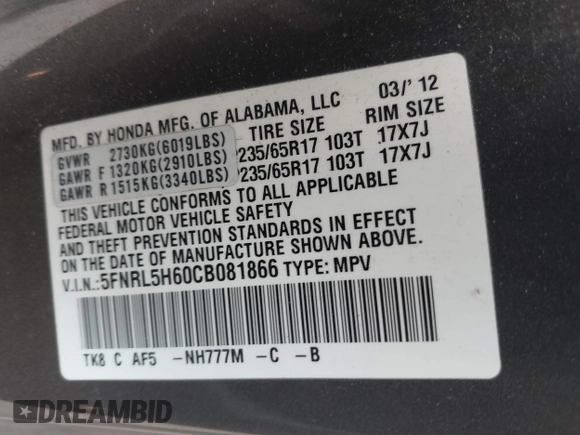 MFD. BY HONDA MFG. OF ALABAMA, LLC 03/' 12
TIRE SIZE RIM SIZE
GVWR 2730KG(6019LBS)
GAWR F 1320KG(2910LBS) P235/65R17 103T 17X7J
GAWR R 1515KG(3340LBS) P235/65R17 103T 17X7J
THIS VEHICLE CONFORMS TO ALL APPLICABLE
FEDERAL MOTOR VEHICLE SAFETY
AND THEFT PREVENTION STANDARDS IN EFFECT
ON THE DATE OF MANUFACTURE SHOWN ABOVE.
V.I.N.:5FNRL5H60CB081866 TYPE: MPV
TK8 C AF5 -NH777M -C -B
DREAMBID